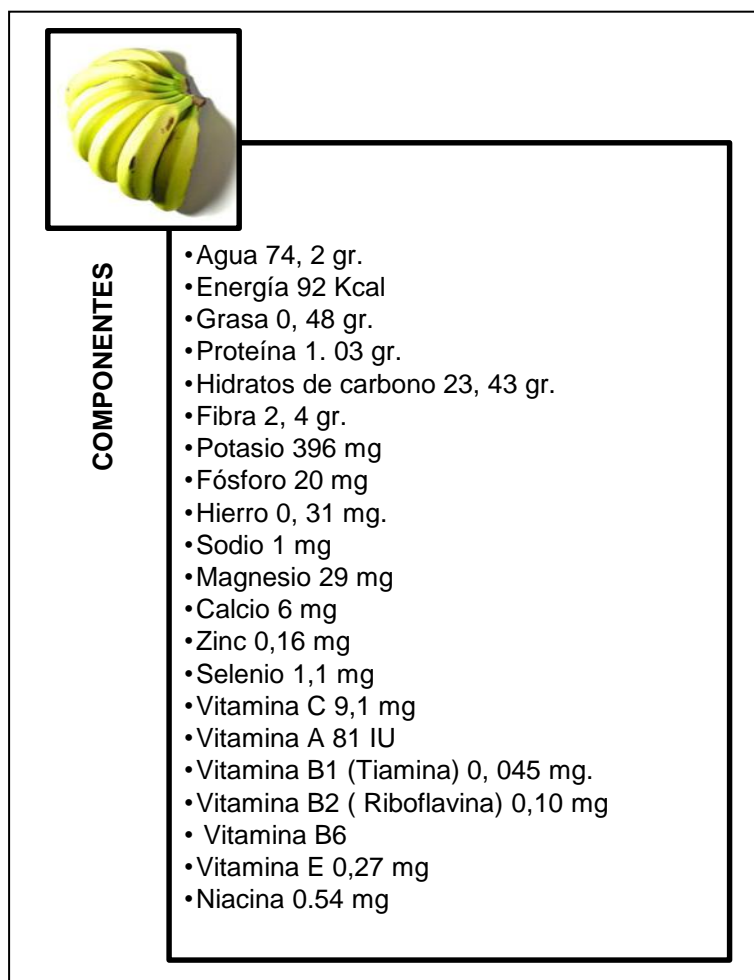 COMPONENTES
•Agua 74, 2 gr.
•Energía 92 Kcal
•Grasa 0, 48 gr.
•Proteína 1. 03 gr.
•Hidratos de carbono 23, 43 gr.
•Fibra 2, 4 gr.
•Potasio 396 mg
•Fósforo 20 mg
•Hierro 0, 31 mg.
•Sodio 1 mg
•Magnesio 29 mg
•Calcio 6 mg
•Zinc 0,16 mg
•Selenio 1,1 mg
•Vitamina C 9,1 mg
•Vitamina A 81 IU
•Vitamina B1 (Tiamina) 0, 045 mg.
•Vitamina B2 ( Riboflavina) 0,10 mg
• Vitamina B6
•Vitamina E 0,27 mg
•Niacina 0.54 mg